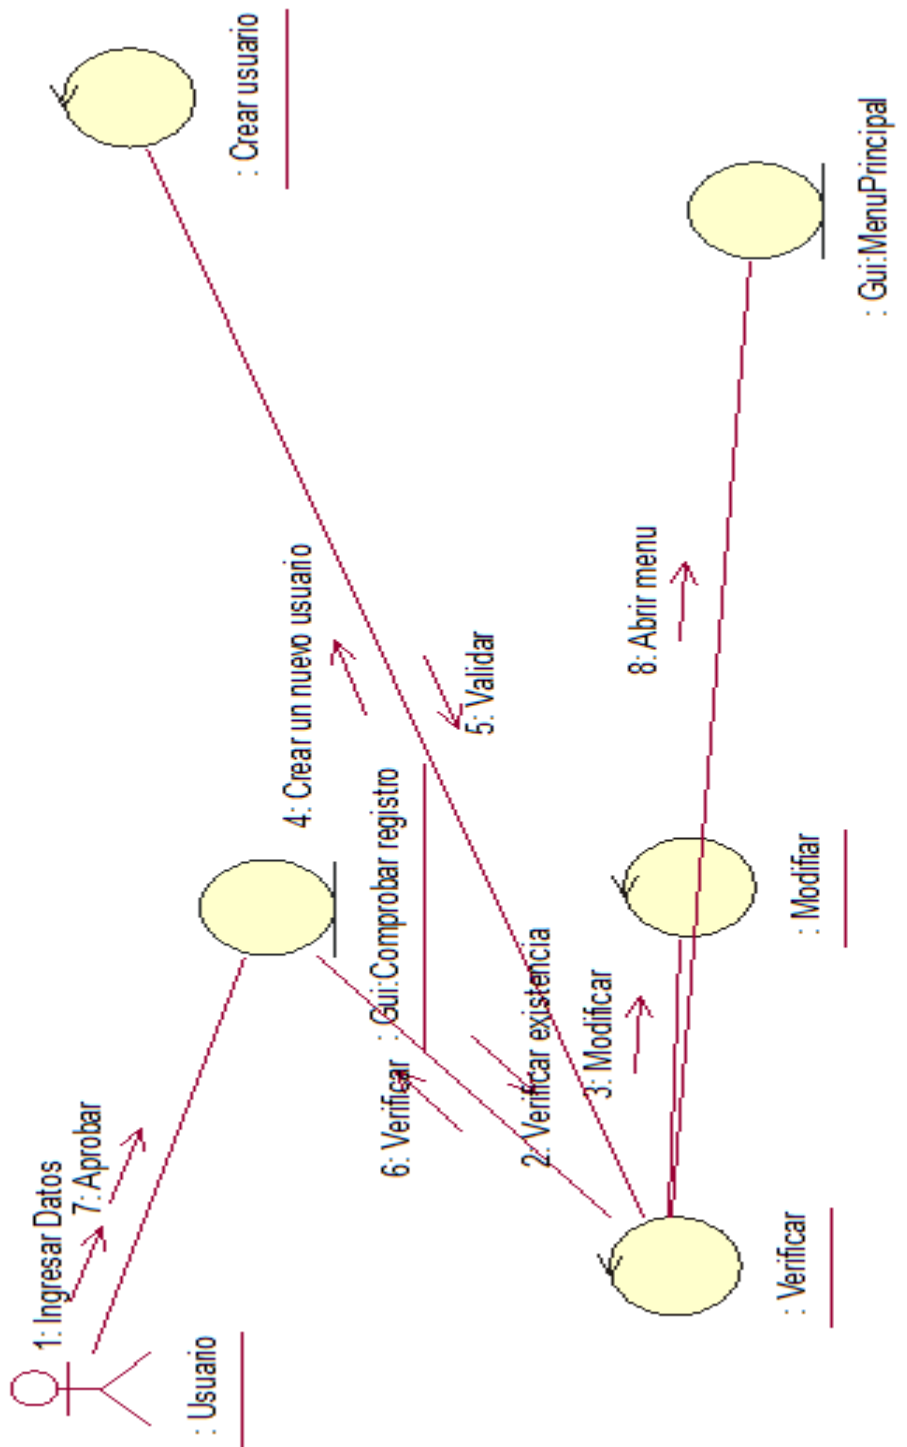 1: Ingresar Datos
7: Aprobar
: Usuario
4: Crear un nuevo usuario
: Crear usuario
: Gui:Comprobar registro
5: Validar
6: Verificar
2: Verificar existencia
3: Modificar
8: Abrir menu
: Verificar
: Modifiar
: Gui:MenuPrincipal